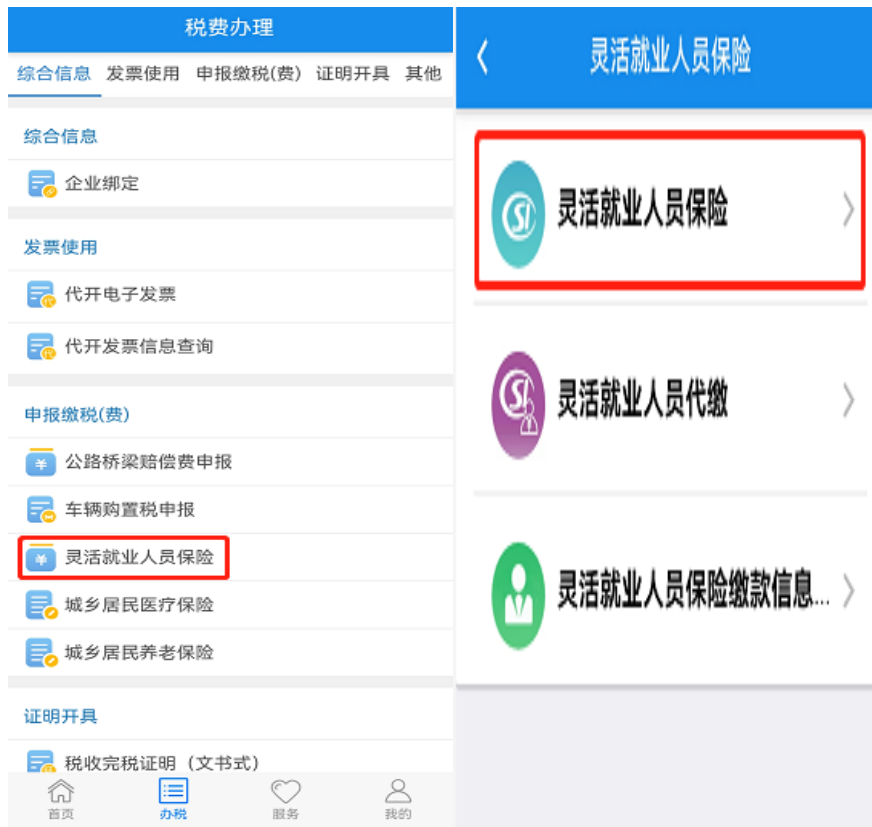 税费办理
综合信息 发票使用 申报缴税(费) 证明开具 其他
综合信息
企业绑定
发票使用
代开电子发票
代开发票信息查询
申报缴税(费)
公路桥梁赔偿费申报
车辆购置税申报
灵活就业人员保险
城乡居民医疗保险
城乡居民养老保险
证明开具
税收完税证明（文书式）
首页 办税 服务 我的
灵活就业人员保险
灵活就业人员保险
灵活就业人员代缴
灵活就业人员保险缴款信息...